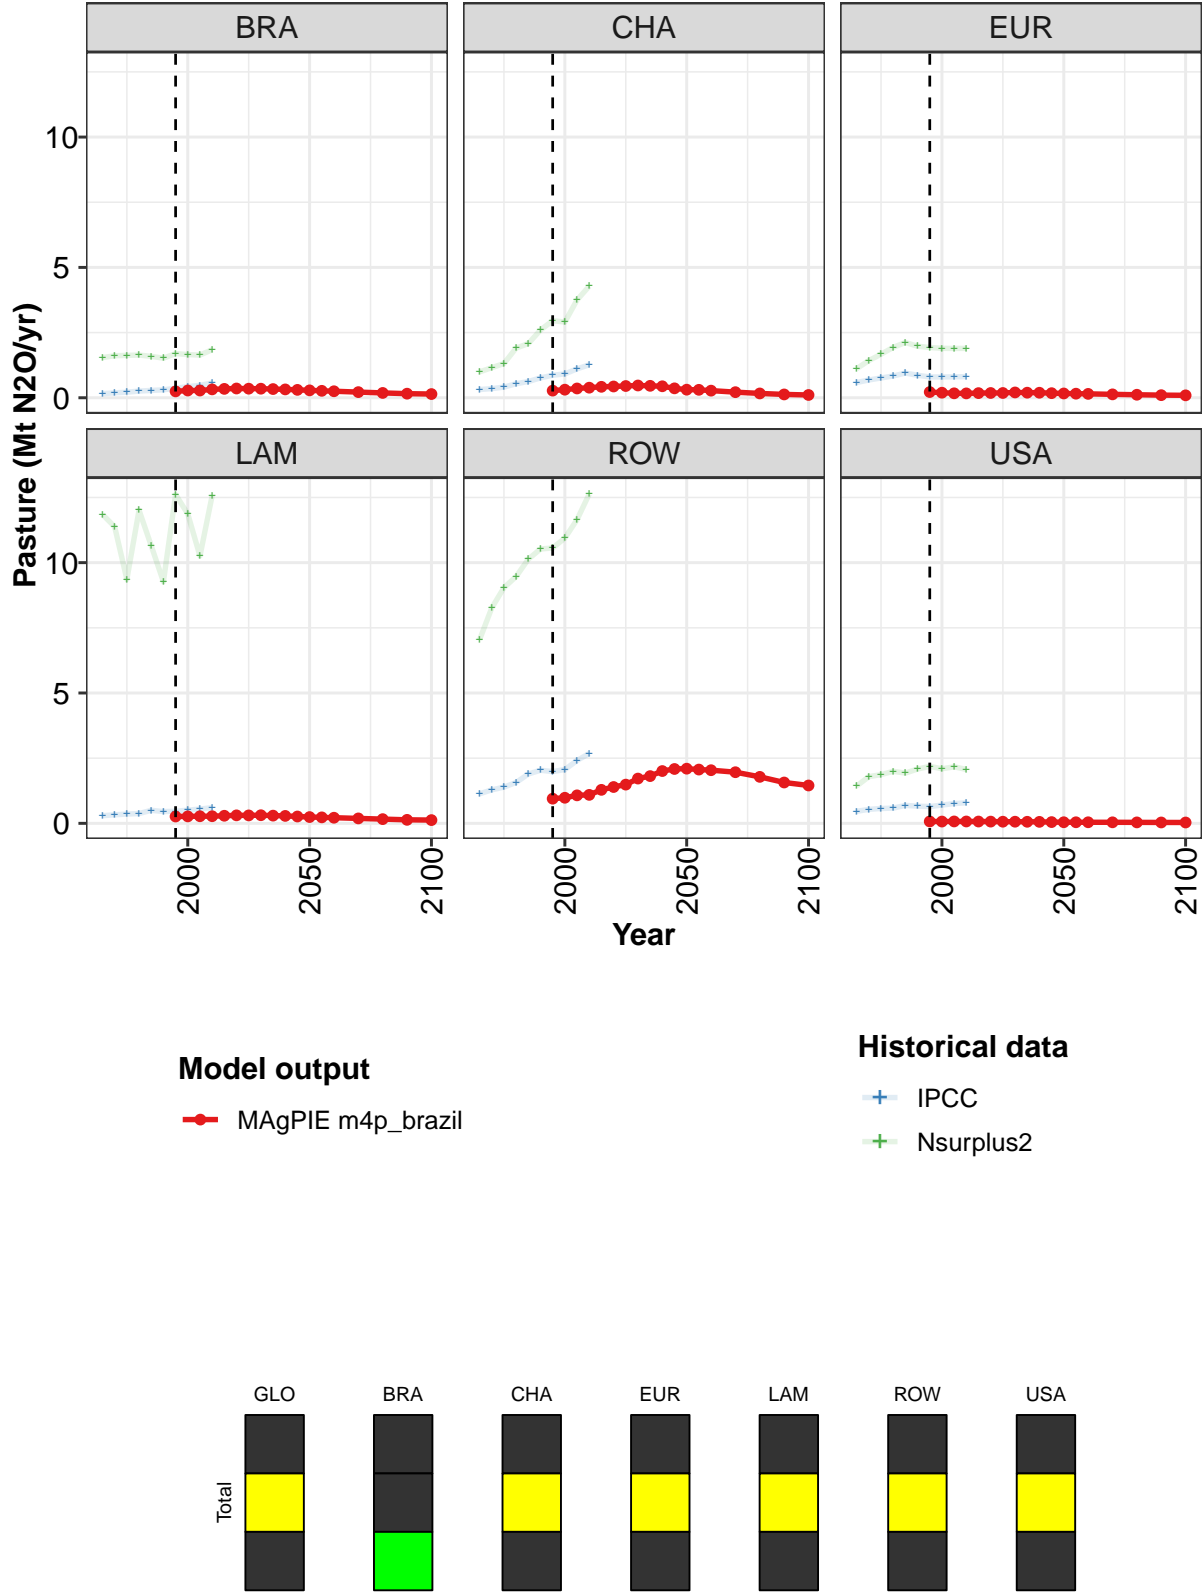 BRA
CHA
EUR
10
5
0
LAM
ROW
USA
10
5
0
Pasture (Mt N2O/yr)
2000
2050
2100
2000
2050
2100
2000
2050
2100
Year
Model output
MAgPIE m4p_brazil
Historical data
IPCC
Nsurplus2
GLO
BRA
CHA
EUR
LAM
ROW
USA
Total